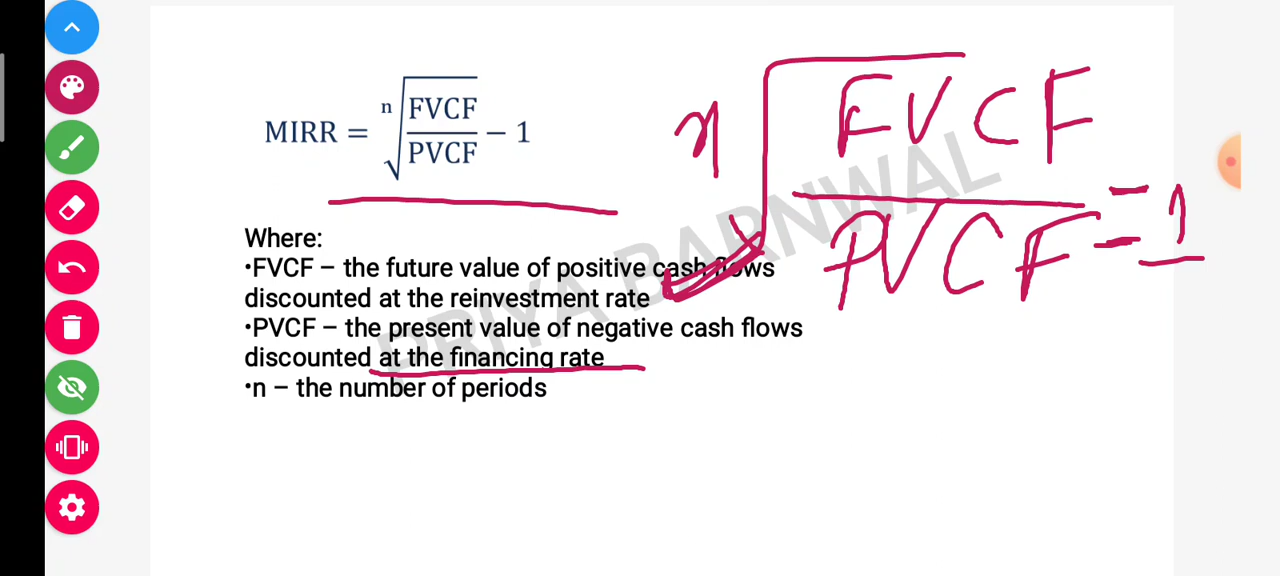 MIRR = n√FVCF/PVCF − 1
n FVCF
PVCF = 1
Where:
•FVCF – the future value of positive cash flows
discounted at the reinvestment rate
•PVCF – the present value of negative cash flows
discounted at the financing rate
•n – the number of periods
PRIYA BARNWAL